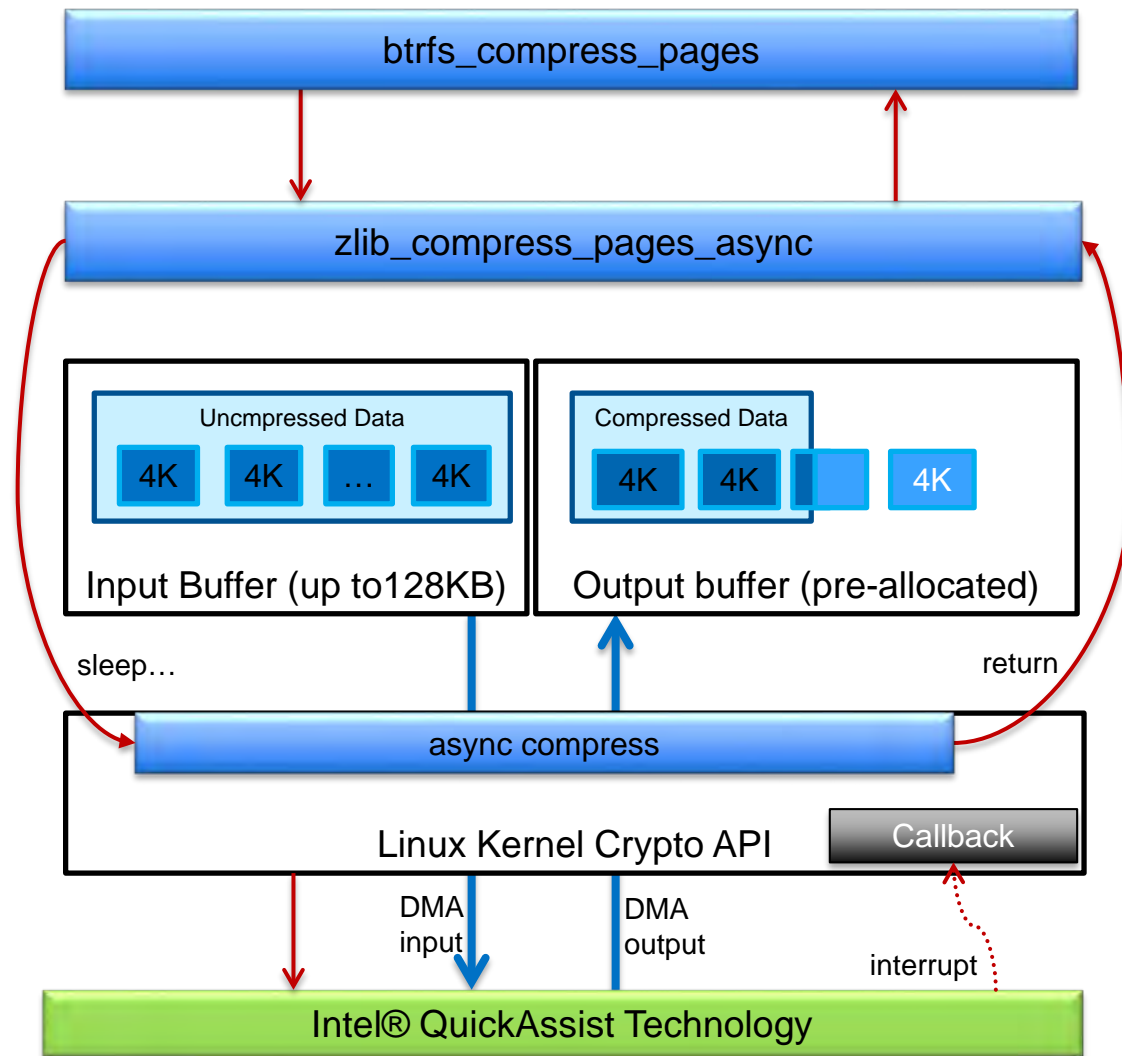 btrfs_compress_pages
zlib_compress_pages_async
Uncmpressed Data
4K
4K
...
4K
Input Buffer (up to128KB)
Compressed Data
4K
4K
4K
Output buffer (pre-allocated)
sleep...
return
async compress
Linux Kernel Crypto API
Callback
DMA
input
DMA
output
interrupt
Intel® QuickAssist Technology